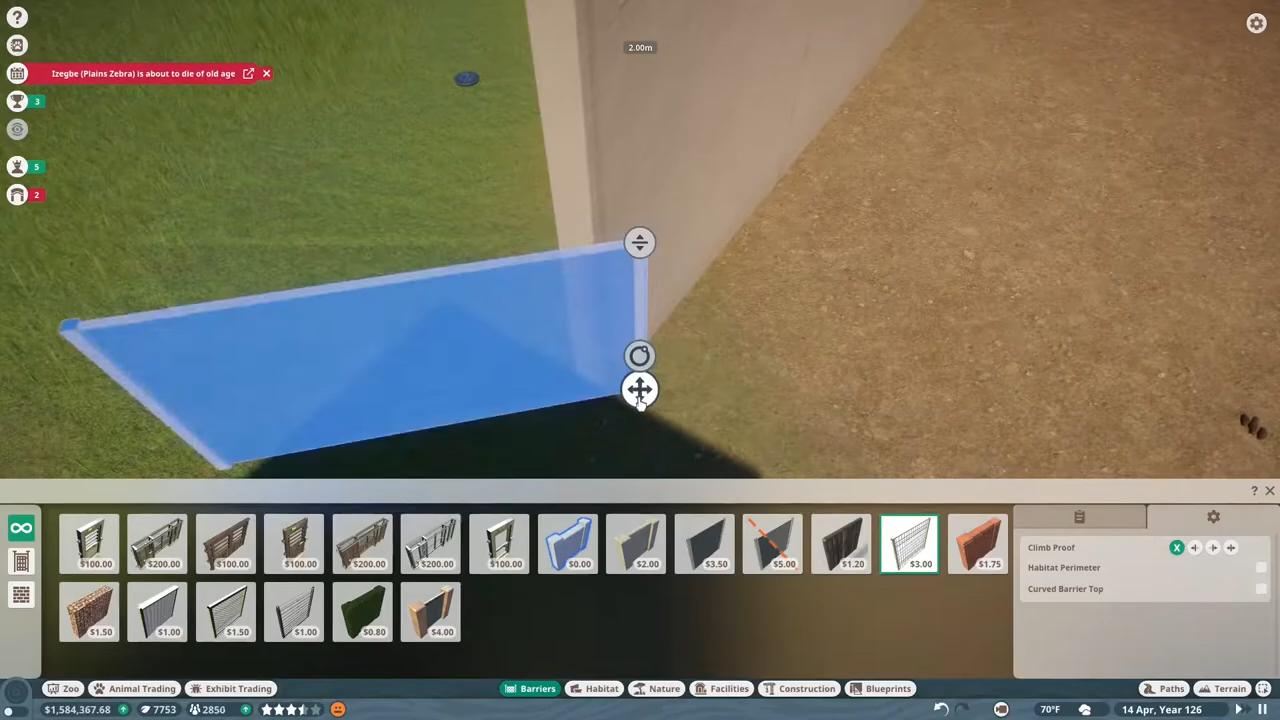 ?
2.00m
Izegbe (Plains Zebra) is about to die of old age
3
5
2
?
$100.00 $200.00 $100.00 $100.00 $200.00 $200.00 $100.00 $0.00 $2.00 $3.50 $5.00 $1.20 $3.00 $1.75
$1.50 $1.00 $1.50 $1.00 $0.80 $4.00
Climb Proof
Habitat Perimeter
Curved Barrier Top
Zoo Animal Trading Exhibit Trading Barriers Habitat Nature Facilities Construction Blueprints Paths Terrain
$1,584,367.68 7753 2850 70°F 14 Apr, Year 126